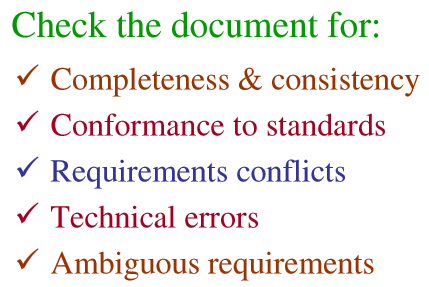 Check the document for:
✓ Completeness & consistency
✓ Conformance to standards
✓ Requirements conflicts
✓ Technical errors
✓ Ambiguous requirements